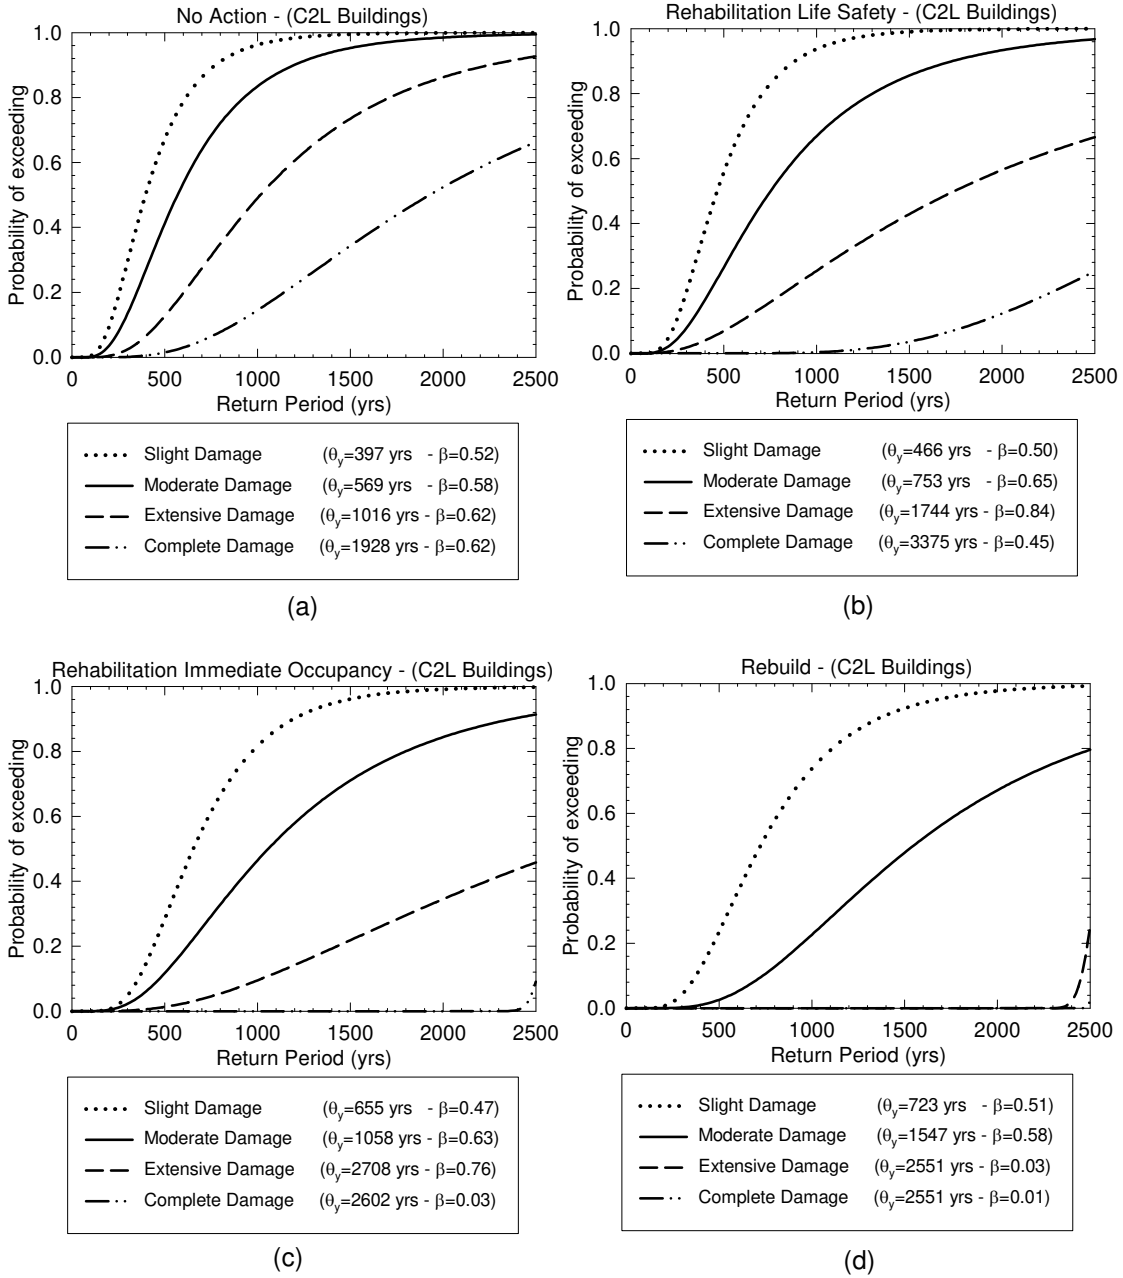 No Action - (C2L Buildings)
Probability of exceeding
1.0
0.8
0.6
0.4
0.2
0.0
0 500 1000 1500 2000 2500
Return Period (yrs)
Slight Damage (θy=397 yrs - β=0.52)
Moderate Damage (θy=569 yrs - β=0.58)
Extensive Damage (θy=1016 yrs - β=0.62)
Complete Damage (θy=1928 yrs - β=0.62)
(a)
Rehabilitation Life Safety - (C2L Buildings)
Probability of exceeding
1.0
0.8
0.6
0.4
0.2
0.0
0 500 1000 1500 2000 2500
Return Period (yrs)
Slight Damage (θy=466 yrs - β=0.50)
Moderate Damage (θy=753 yrs - β=0.65)
Extensive Damage (θy=1744 yrs - β=0.84)
Complete Damage (θy=3375 yrs - β=0.45)
(b)
Rehabilitation Immediate Occupancy - (C2L Buildings)
Probability of exceeding
1.0
0.8
0.6
0.4
0.2
0.0
0 500 1000 1500 2000 2500
Return Period (yrs)
Slight Damage (θy=655 yrs - β=0.47)
Moderate Damage (θy=1058 yrs - β=0.63)
Extensive Damage (θy=2708 yrs - β=0.76)
Complete Damage (θy=2602 yrs - β=0.03)
(c)
Rebuild - (C2L Buildings)
Probability of exceeding
1.0
0.8
0.6
0.4
0.2
0.0
0 500 1000 1500 2000 2500
Return Period (yrs)
Slight Damage (θy=723 yrs - β=0.51)
Moderate Damage (θy=1547 yrs - β=0.58)
Extensive Damage (θy=2551 yrs - β=0.03)
Complete Damage (θy=2551 yrs - β=0.01)
(d)